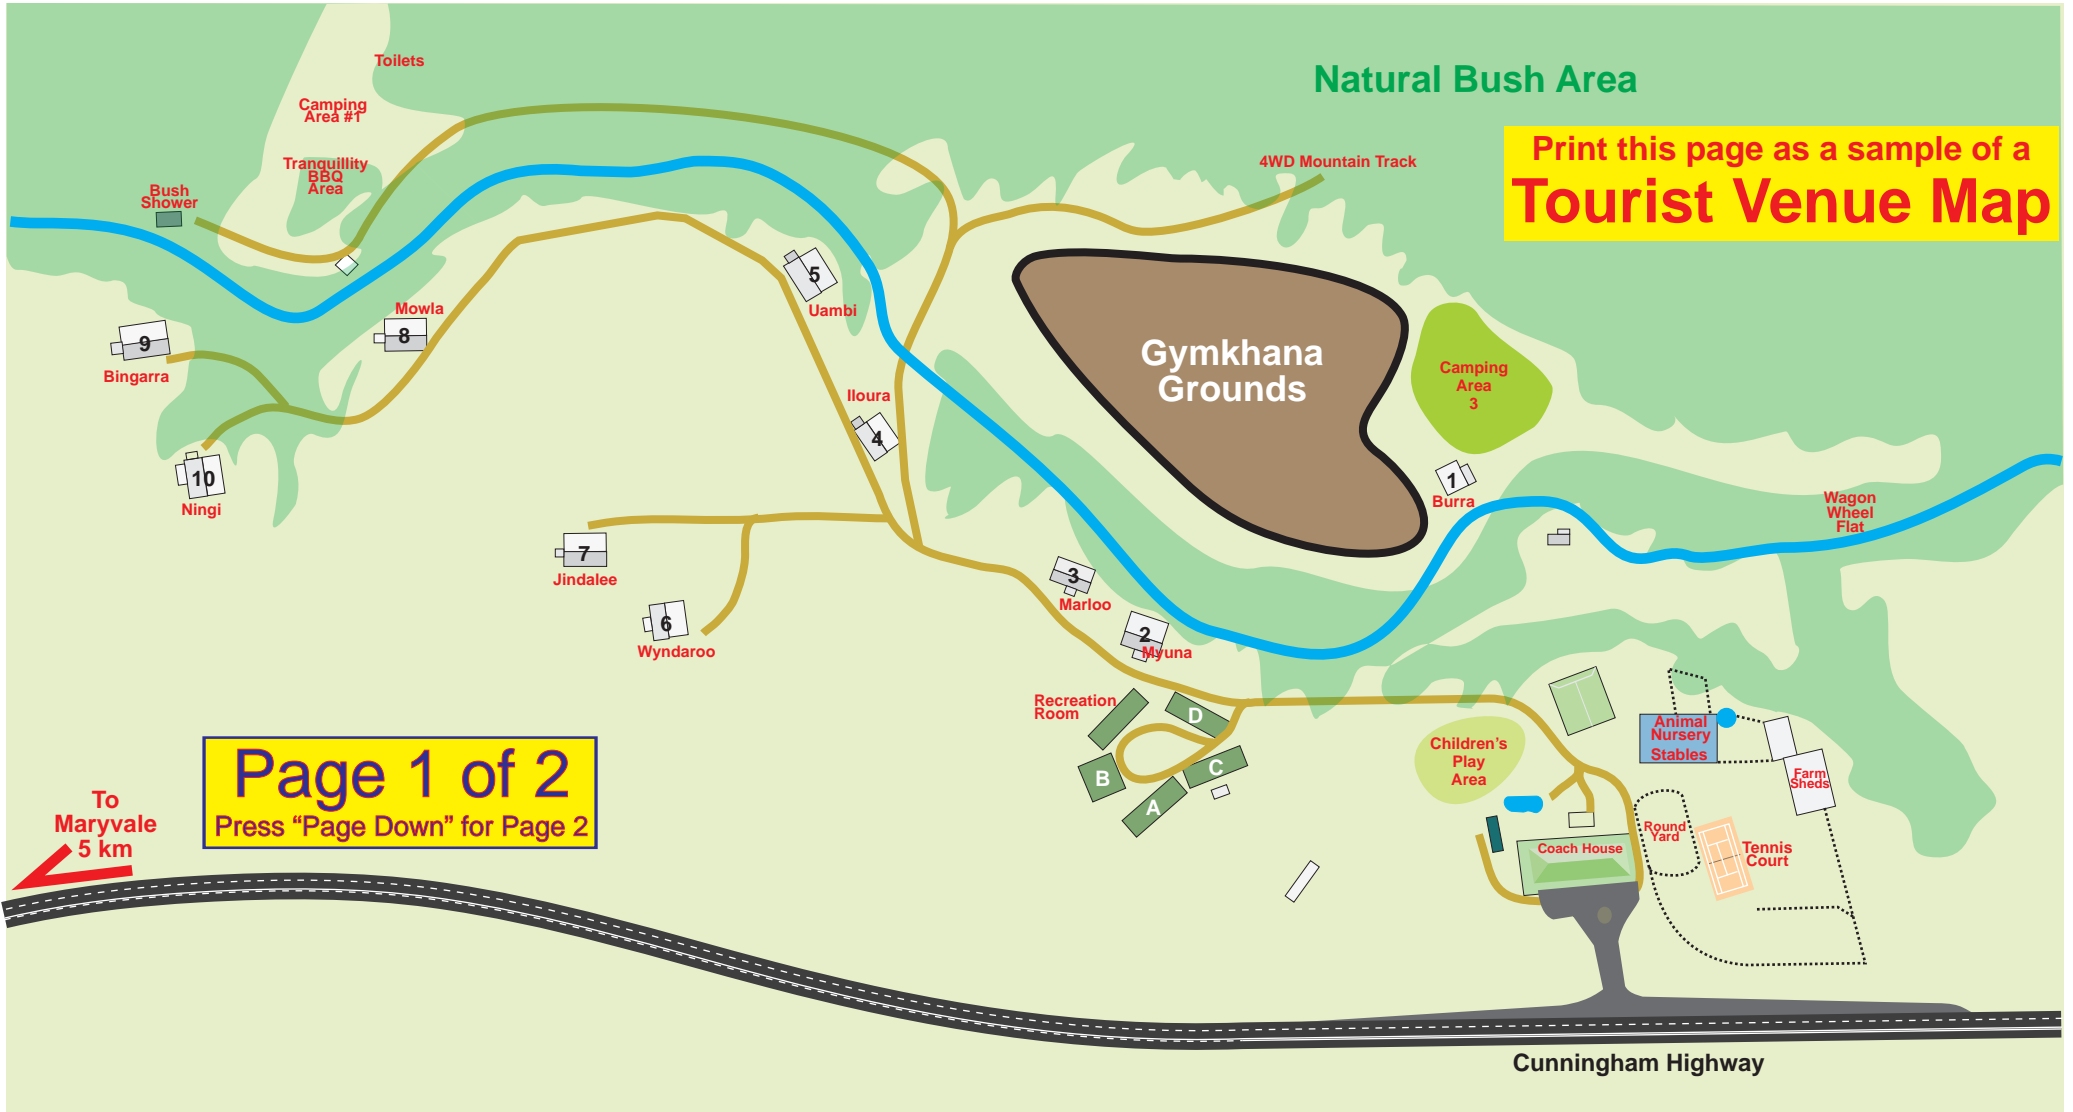 Toilets
Natural Bush Area
Camping
Area #1
Print this page as a sample of a
Tourist Venue Map
4WD Mountain Track
Tranquillity
BBQ
Area
Bush
Shower
5
Uambi
Mowla
8
9
Bingarra
Gymkhana
Grounds
Camping
Area
3
Iloura
4
10
Ningi
1
Burra
Wagon
Wheel
Flat
7
Jindalee
3
Marloo
6
Wyndaroo
2
Myuna
Recreation
Room
D
B
C
A
Children's
Play
Area
Animal
Nursery
Stables
Farm
Sheds
Page 1 of 2
Press “Page Down” for Page 2
To
Maryvale
5 km
Round
Yard
Coach House
Tennis
Court
Cunningham Highway